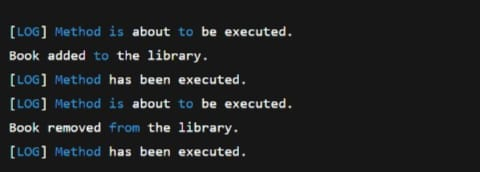 [LOG] Method is about to be executed.
Book added to the library.
[LOG] Method has been executed.
[LOG] Method is about to be executed.
Book removed from the library.
[LOG] Method has been executed.